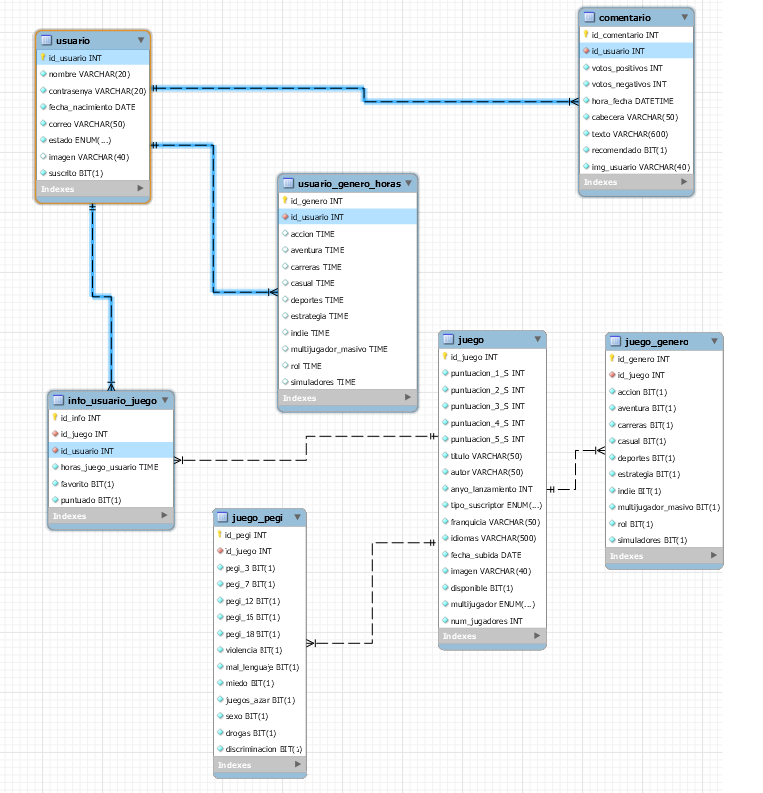 usuario
id_usuario INT
nombre VARCHAR(20)
contrasenya VARCHAR(20)
fecha_nacimiento DATE
correo VARCHAR(50)
estado ENUM(...)
imagen VARCHAR(40)
suscrito BIT(1)
Indexes
comentario
id_comentario INT
id_usuario INT
votos_positivos INT
votos_negativos INT
hora_fecha DATETIME
cabecera VARCHAR(50)
texto VARCHAR(600)
recomendado BIT(1)
img_usuario VARCHAR(40)
Indexes
usuario_genero_horas
id_genero INT
id_usuario INT
accion TIME
aventura TIME
carreras TIME
casual TIME
deportes TIME
estrategia TIME
indie TIME
multijugador_masivo TIME
rol TIME
simuladores TIME
Indexes
info_usuario_juego
id_info INT
id_juego INT
id_usuario INT
horas_juego_usuario TIME
favorito BIT(1)
puntuado BIT(1)
Indexes
juego
id_juego INT
puntuacion_1_S INT
puntuacion_2_S INT
puntuacion_3_S INT
puntuacion_4_S INT
puntuacion_5_S INT
titulo VARCHAR(50)
autor VARCHAR(50)
anyo_lanzamiento INT
tipo_suscriptor ENUM(...)
franquicia VARCHAR(50)
idiomas VARCHAR(500)
fecha_subida DATE
imagen VARCHAR(40)
disponible BIT(1)
multijugador ENUM(...)
num_jugadores INT
Indexes
juego_genero
id_genero INT
id_juego INT
accion BIT(1)
aventura BIT(1)
carreras BIT(1)
casual BIT(1)
deportes BIT(1)
estrategia BIT(1)
indie BIT(1)
multijugador_masivo BIT(1)
rol BIT(1)
simuladores BIT(1)
Indexes
juego_pegi
id_pegi INT
id_juego INT
pegi_3 BIT(1)
pegi_7 BIT(1)
pegi_12 BIT(1)
pegi_16 BIT(1)
pegi_18 BIT(1)
violencia BIT(1)
mal_lenguaje BIT(1)
miedo BIT(1)
juegos_azar BIT(1)
sexo BIT(1)
drogas BIT(1)
discriminacion BIT(1)
Indexes